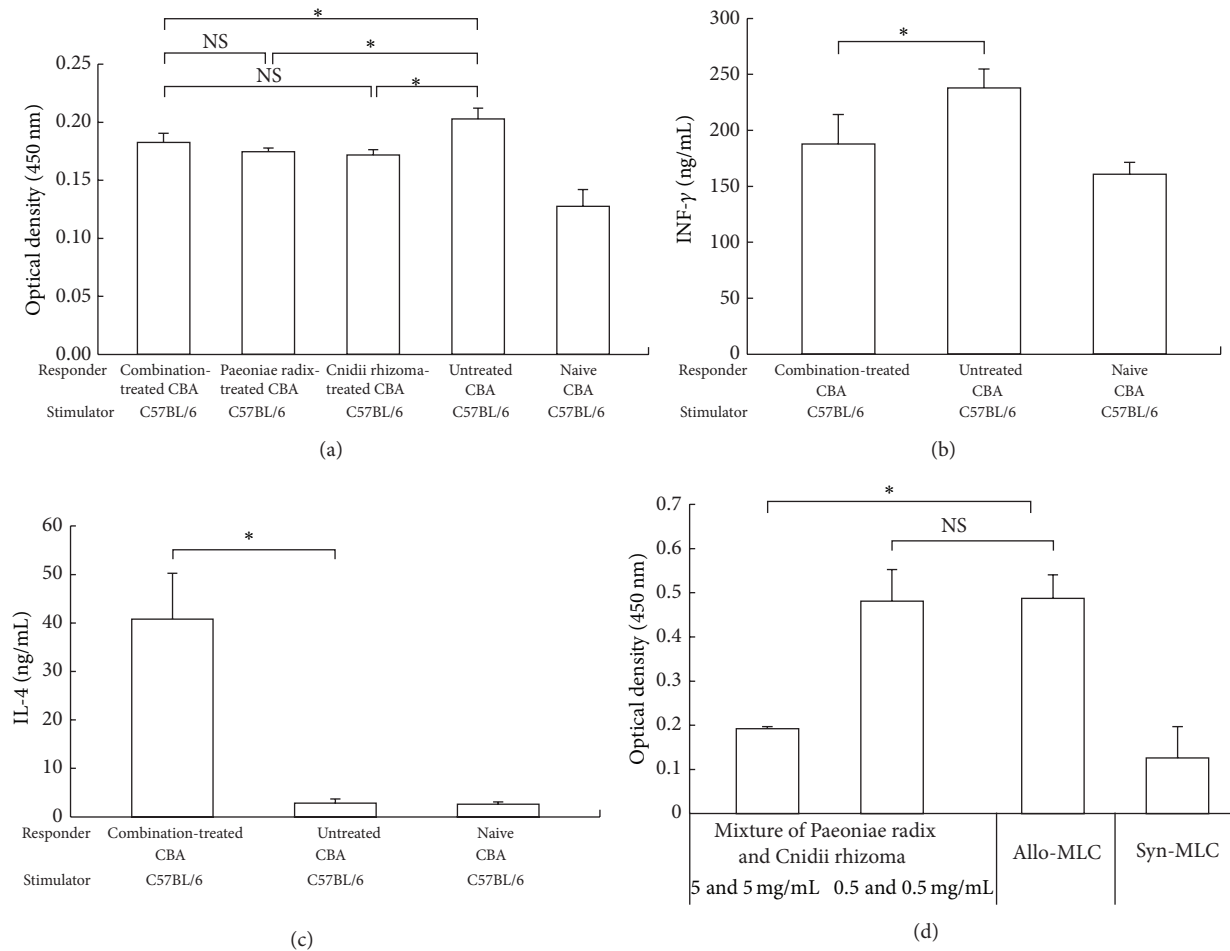 *
NS
*
NS
*
0.25
0.20
0.15
0.10
0.05
0.00
Optical density (450 nm)
Responder
Combination-
treated CBA
Paeoniae radix-
treated CBA
Cnidii rhizoma-
treated CBA
Untreated
CBA
Naive
CBA
Stimulator
C57BL/6
C57BL/6
C57BL/6
C57BL/6
C57BL/6
(a)
*
300
250
200
150
100
50
0
INF-γ (ng/mL)
Responder
Combination-treated
CBA
Untreated
CBA
Naive
CBA
Stimulator
C57BL/6
C57BL/6
C57BL/6
(b)
*
60
50
40
30
20
10
0
IL-4 (ng/mL)
Responder
Combination-treated
CBA
Untreated
CBA
Naive
CBA
Stimulator
C57BL/6
C57BL/6
C57BL/6
(c)
*
NS
0.7
0.6
0.5
0.4
0.3
0.2
0.1
0
Optical density (450 nm)
Mixture of Paeoniae radix
and Cnidii rhizoma
5 and 5 mg/mL
0.5 and 0.5 mg/mL
Allo-MLC
Syn-MLC
(d)